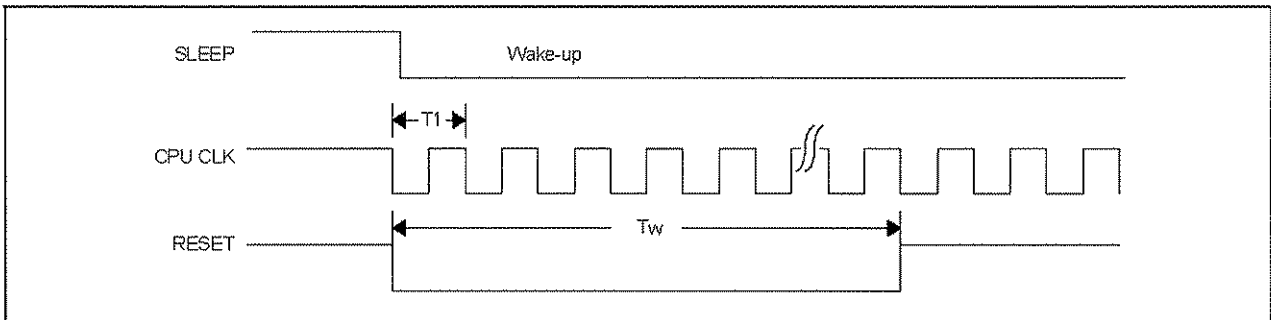 SLEEP
Wake-up
T1
CPU CLK
Tw
RESET